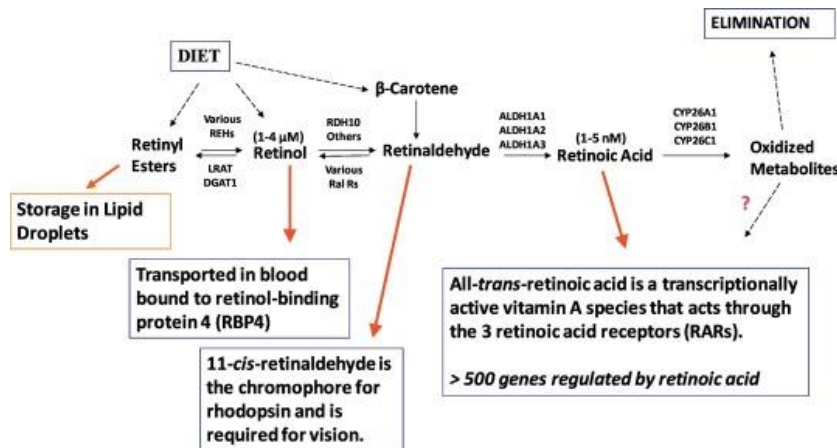 ELIMINATION
DIET
β-Carotene
Various
REHs
(1-4 μM)
Retinol
RDH10
Others
ALDH1A1
ALDH1A2
ALDH1A3
(1-5 nM)
CYP26A1
CYP26B1
CYP26C1
Retinyl
Esters
Retinaldehyde
Retinoic Acid
Oxidized
Metabolites
LRAT
DGAT1
Various
Ral Rs
?
Storage in Lipid
Droplets
Transported in blood
bound to retinol-binding
protein 4 (RBP4)
All-trans-retinoic acid is a transcriptionally
active vitamin A species that acts through
the 3 retinoic acid receptors (RARs).
> 500 genes regulated by retinoic acid
11-cis-retinaldehyde is
the chromophore for
rhodopsin and is
required for vision.